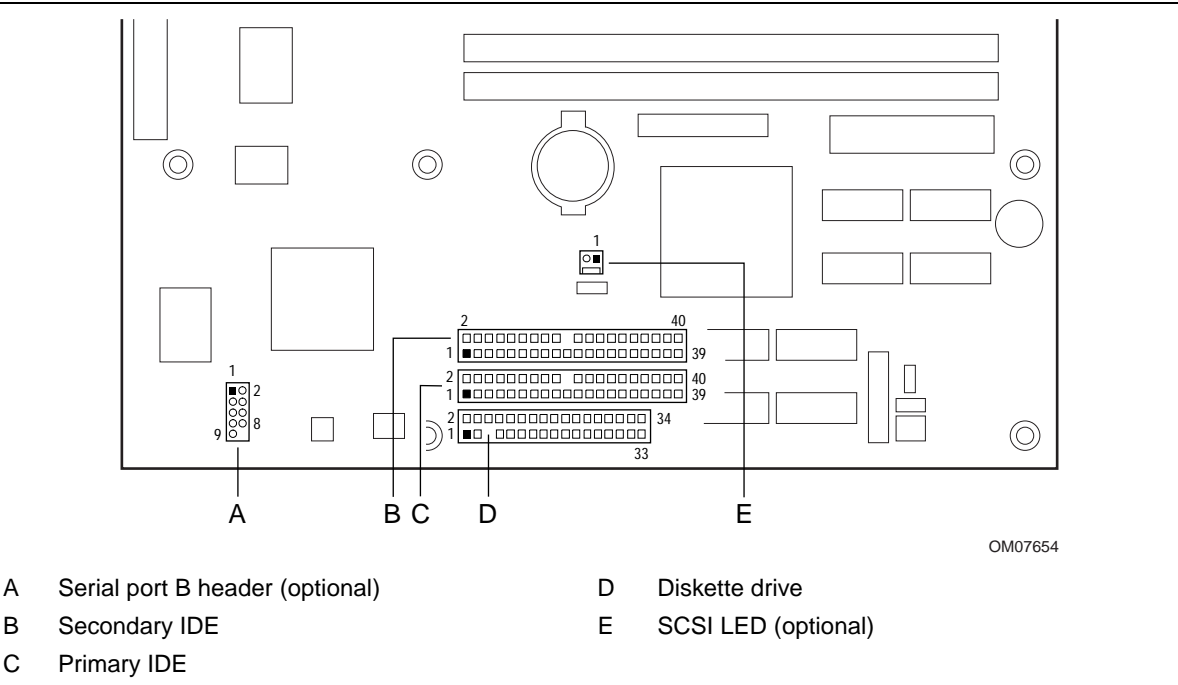 1
2 40
1 39
1
2 40
2
1 39
8
2 34
9
1
33
A B C D E
OM07654
A Serial port B header (optional) D Diskette drive
B Secondary IDE E SCSI LED (optional)
C Primary IDE